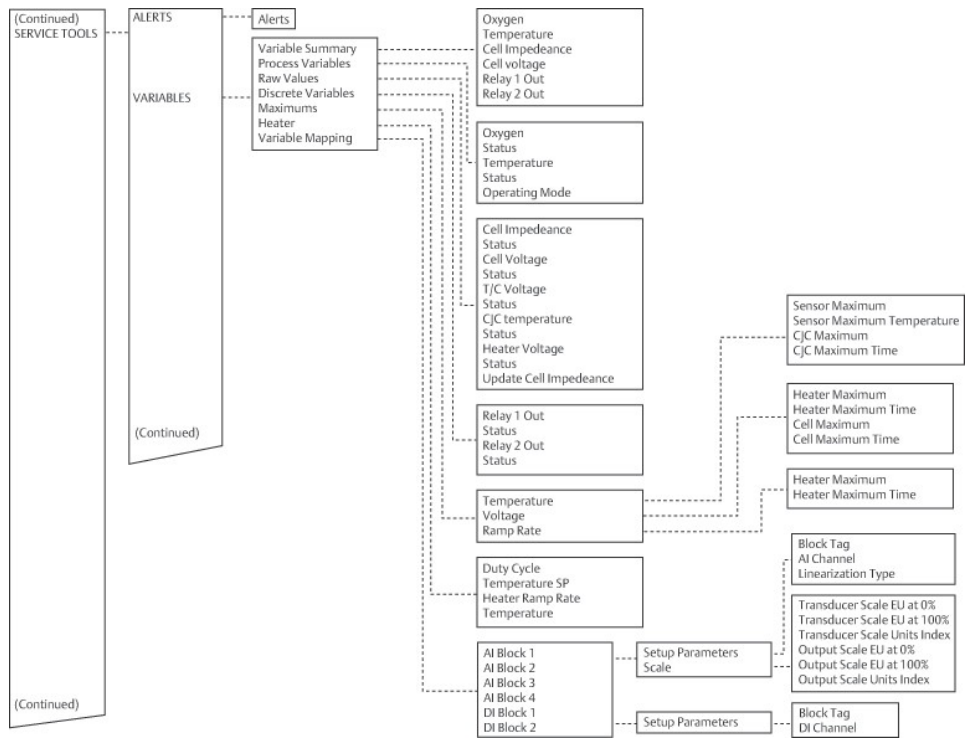 (Continued)
SERVICE TOOLS
(Continued)
ALERTS
VARIABLES
(Continued)
Alerts
Variable Summary
Process Variables
Raw Values
Discrete Variables
Maximums
Heater
Variable Mapping
Oxygen
Temperature
Cell Impedeance
Cell voltage
Relay 1 Out
Relay 2 Out
Oxygen
Status
Temperature
Status
Operating Mode
Cell Impedeance
Status
Cell Voltage
Status
T/C Voltage
Status
CJC temperature
Status
Heater Voltage
Status
Update Cell Impedeance
Relay 1 Out
Status
Relay 2 Out
Status
Temperature
Voltage
Ramp Rate
Sensor Maximum
Sensor Maximum Temperature
CJC Maximum
CJC Maximum Time
Heater Maximum
Heater Maximum Time
Cell Maximum
Cell Maximum Time
Heater Maximum
Heater Maximum Time
Duty Cycle
Temperature SP
Heater Ramp Rate
Temperature
AI Block 1
AI Block 2
AI Block 3
AI Block 4
DI Block 1
DI Block 2
Setup Parameters
Scale
Block Tag
AI Channel
Linearization Type
Transducer Scale EU at 0%
Transducer Scale EU at 100%
Transducer Scale Units Index
Output Scale EU at 0%
Output Scale EU at 100%
Output Scale Units Index
Setup Parameters
Block Tag
DI Channel